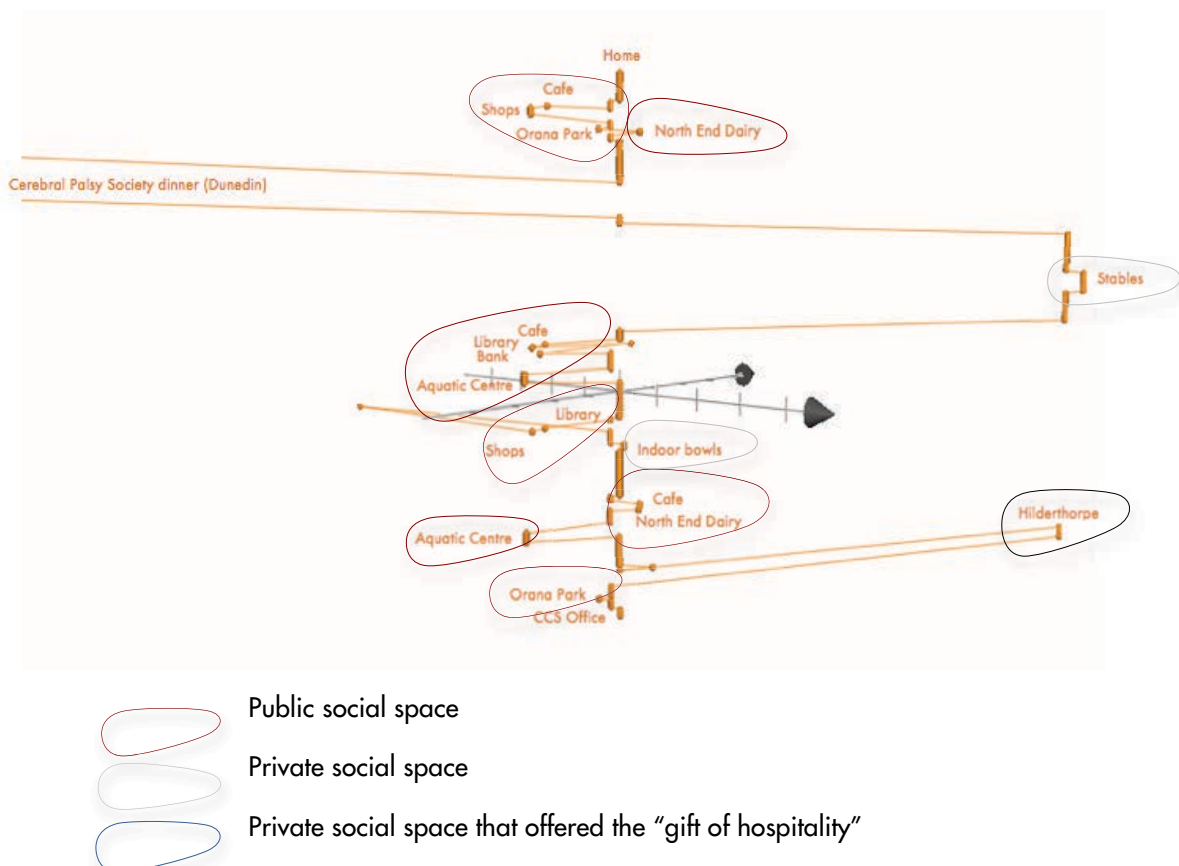 Home
Cafe
Shops
Orana Park
North End Dairy
Cerebral Palsy Society dinner (Dunedin)
Stables
Cafe
Library
Bank
Aquatic Centre
Library
Shops
Indoor bowls
Cafe
North End Dairy
Hilderthorpe
Aquatic Centre
Orana Park
CCS Office
Public social space
Private social space
Private social space that offered the “gift of hospitality”